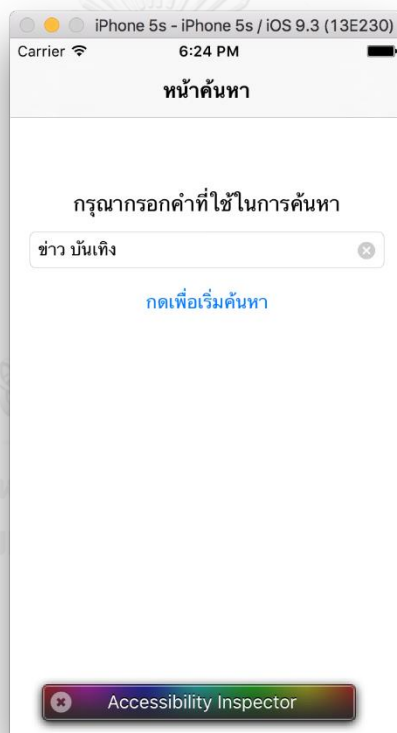 iPhone 5s - iPhone 5s / iOS 9.3 (13E230)
Carrier 6:24 PM
หน้าค้นหา
กรุณากรอกคำที่ใช้ในการค้นหา
ข่าว บันเทิง
กดเพื่อเริ่มค้นหา
Accessibility Inspector